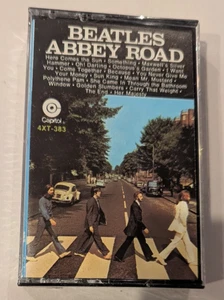 BEATLES
ABBEY ROAD
Here Comes the Sun • Something • Maxwell's Silver
Hammer • Oh! Darling • Octopus's Garden • I Want
You • Come Together • Because • You Never Give Me
Your Money • Sun King • Mean Mr. Mustard
Polythene Pam • She Came In Through the Bathroom
Window • Golden Slumbers • Carry That Weight
The End • Her Majesty
Capitol
4XT-383